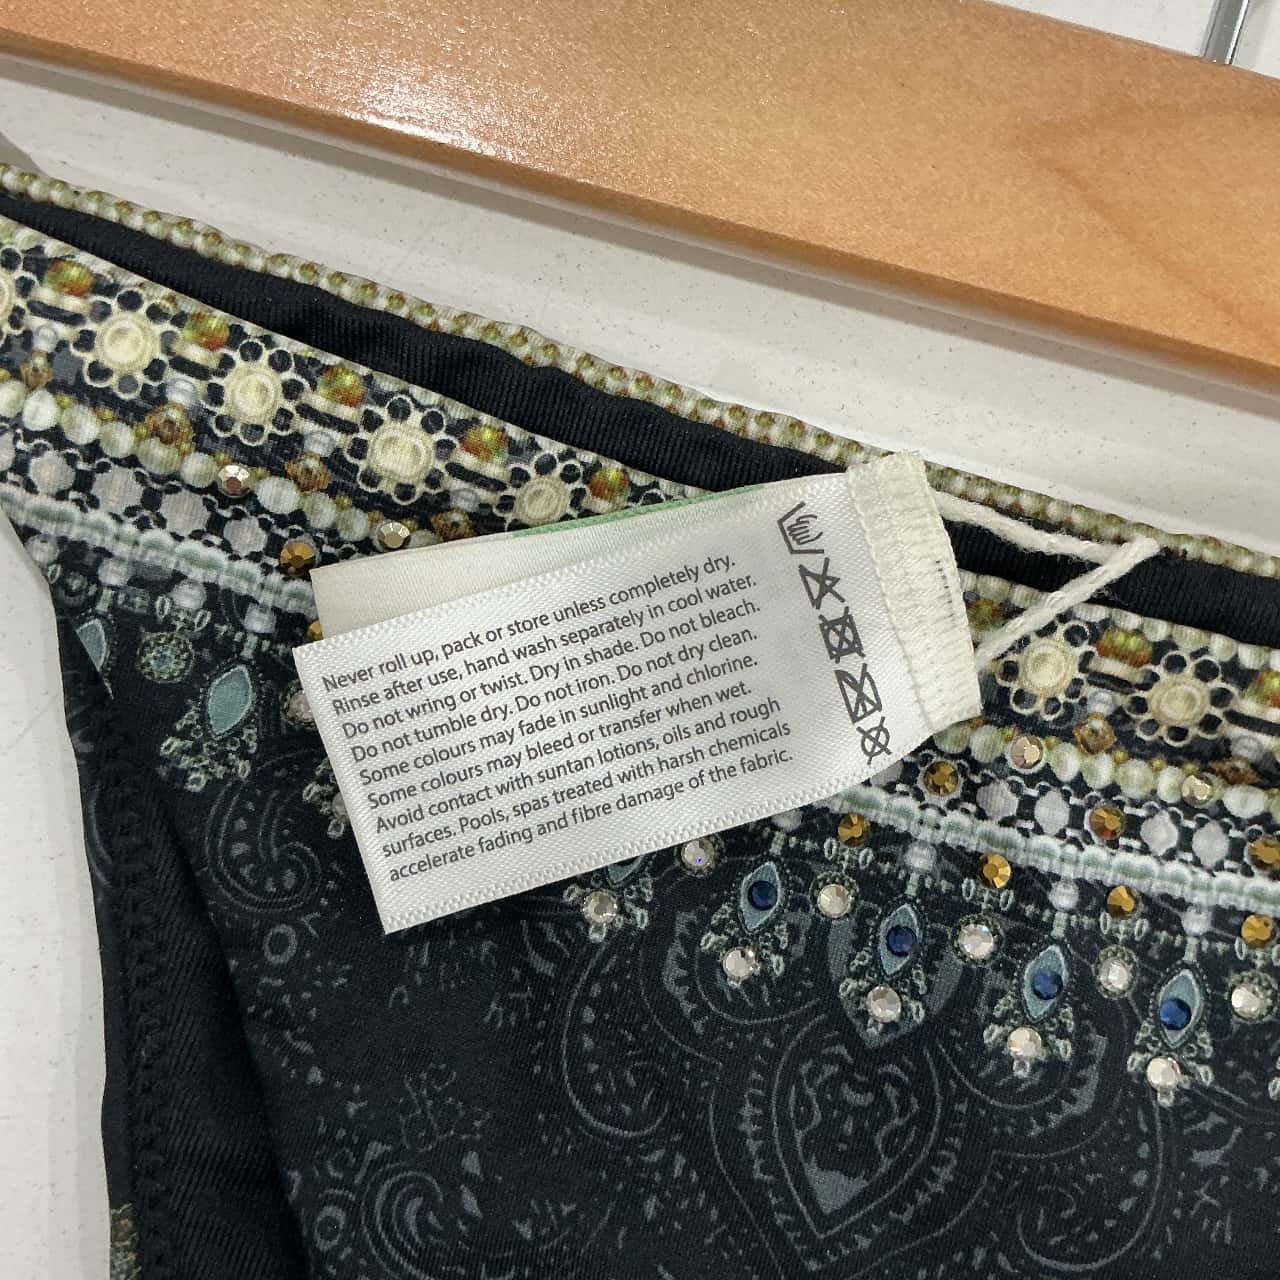 Never roll up, pack or store unless completely dry.
Rinse after use, hand wash separately in cool water.
Do not wring or twist. Dry in shade. Do not bleach.
Do not tumble dry. Do not iron. Do not dry clean.
Some colours may fade in sunlight and chlorine.
Some colours may bleed or transfer when wet.
Avoid contact with suntan lotions, oils and rough
surfaces. Pools, spas treated with harsh chemicals
accelerate fading and fibre damage of the fabric.